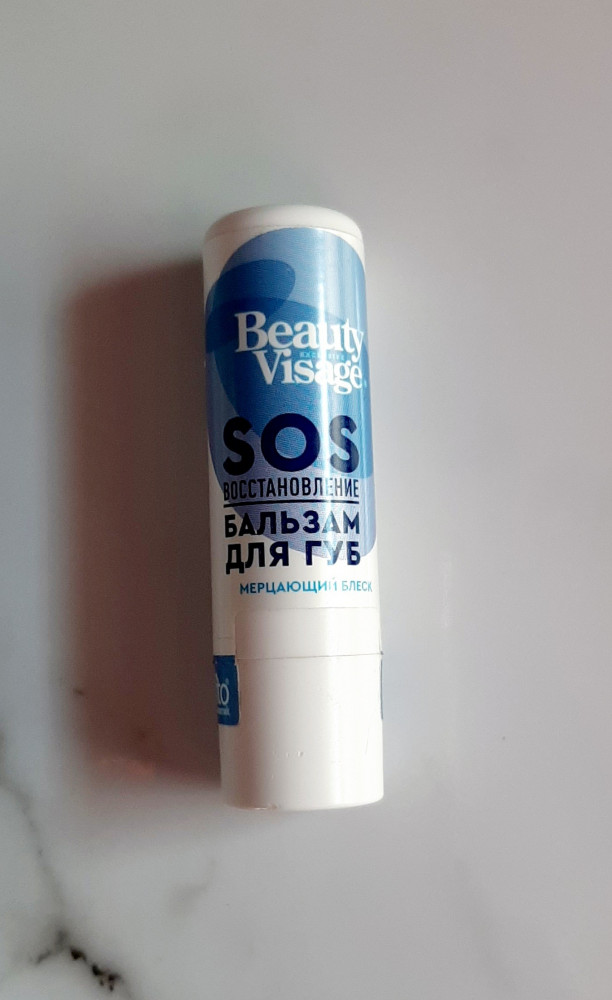 Beauty
Visage
SOS
ВОССТАНОВЛЕНИЕ
БАЛЬЗАМ
ДЛЯ ГУБ
МЕРЦАЮЩИЙ БЛЕСК